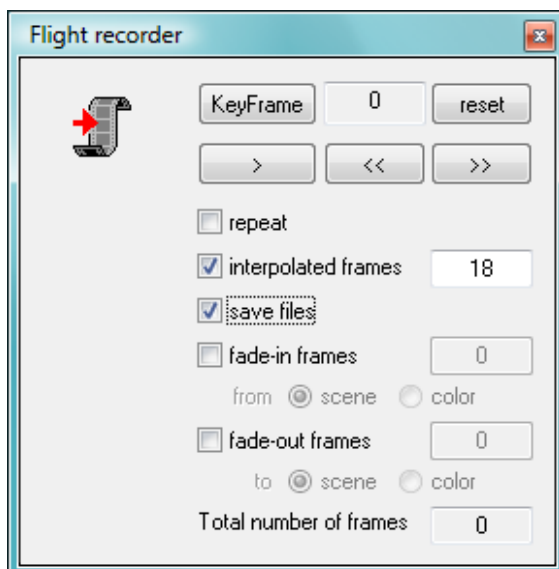 Flight recorder
KeyFrame 0 reset
> << >>
repeat
interpolated frames 18
save files
fade-in frames 0
from scene color
fade-out frames 0
to scene color
Total number of frames 0